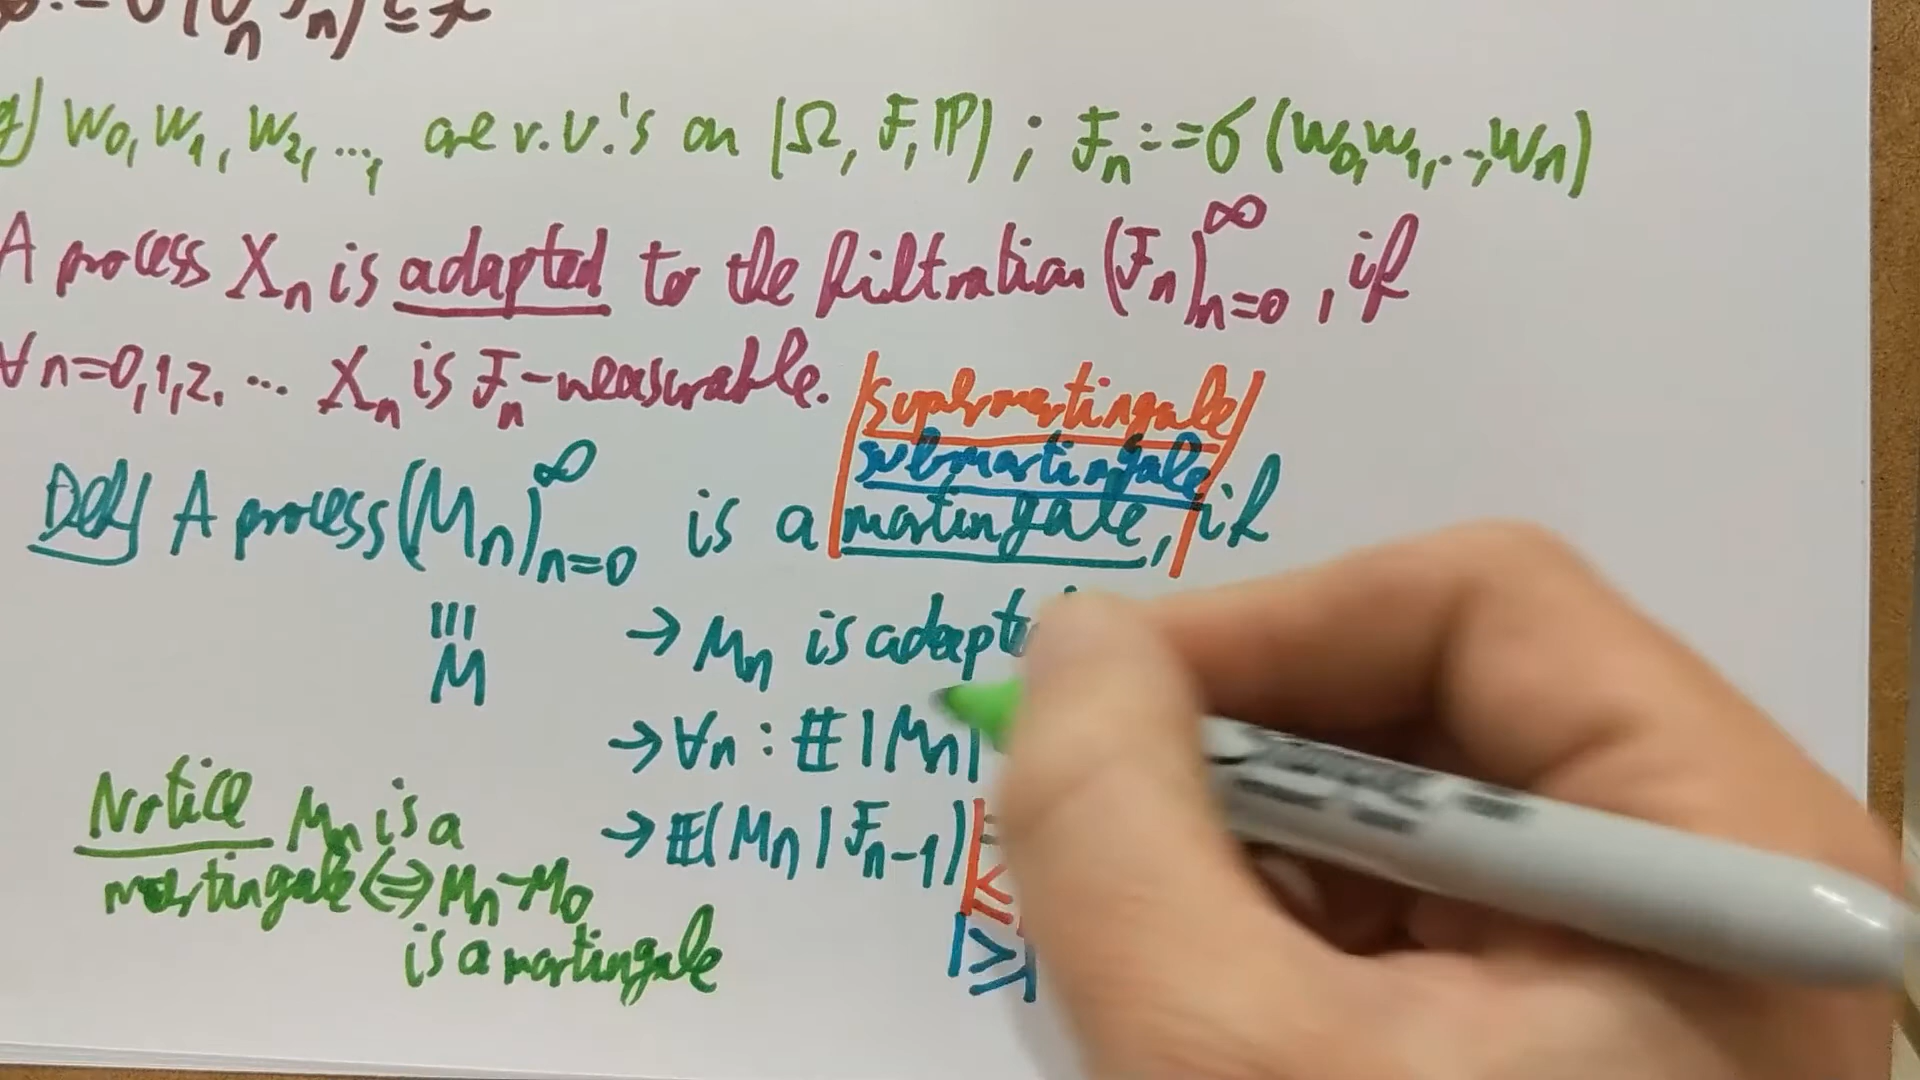 W₀, W₁, W₂, ..., are r.v.'s on (Ω, F, ℙ) ; Fₙ := σ(W₀, W₁, .., Wₙ)
A process Xₙ is adapted to the filtration (Fₙ)ₙ₌₀^∞, if
∀n=0,1,2, ... Xₙ is Fₙ-measurable.
supermartingale
submartingale
Def) A process (Mₙ)ₙ₌₀^∞ is a martingale, if
|||
M
→ Mₙ is
→ ∀n : 𝔼|Mₙ|
→ 𝔼(Mₙ | Fₙ₋₁) =
≤
≥
Notice Mₙ is a
martingale ⇔ Mₙ-M₀
is a martingale